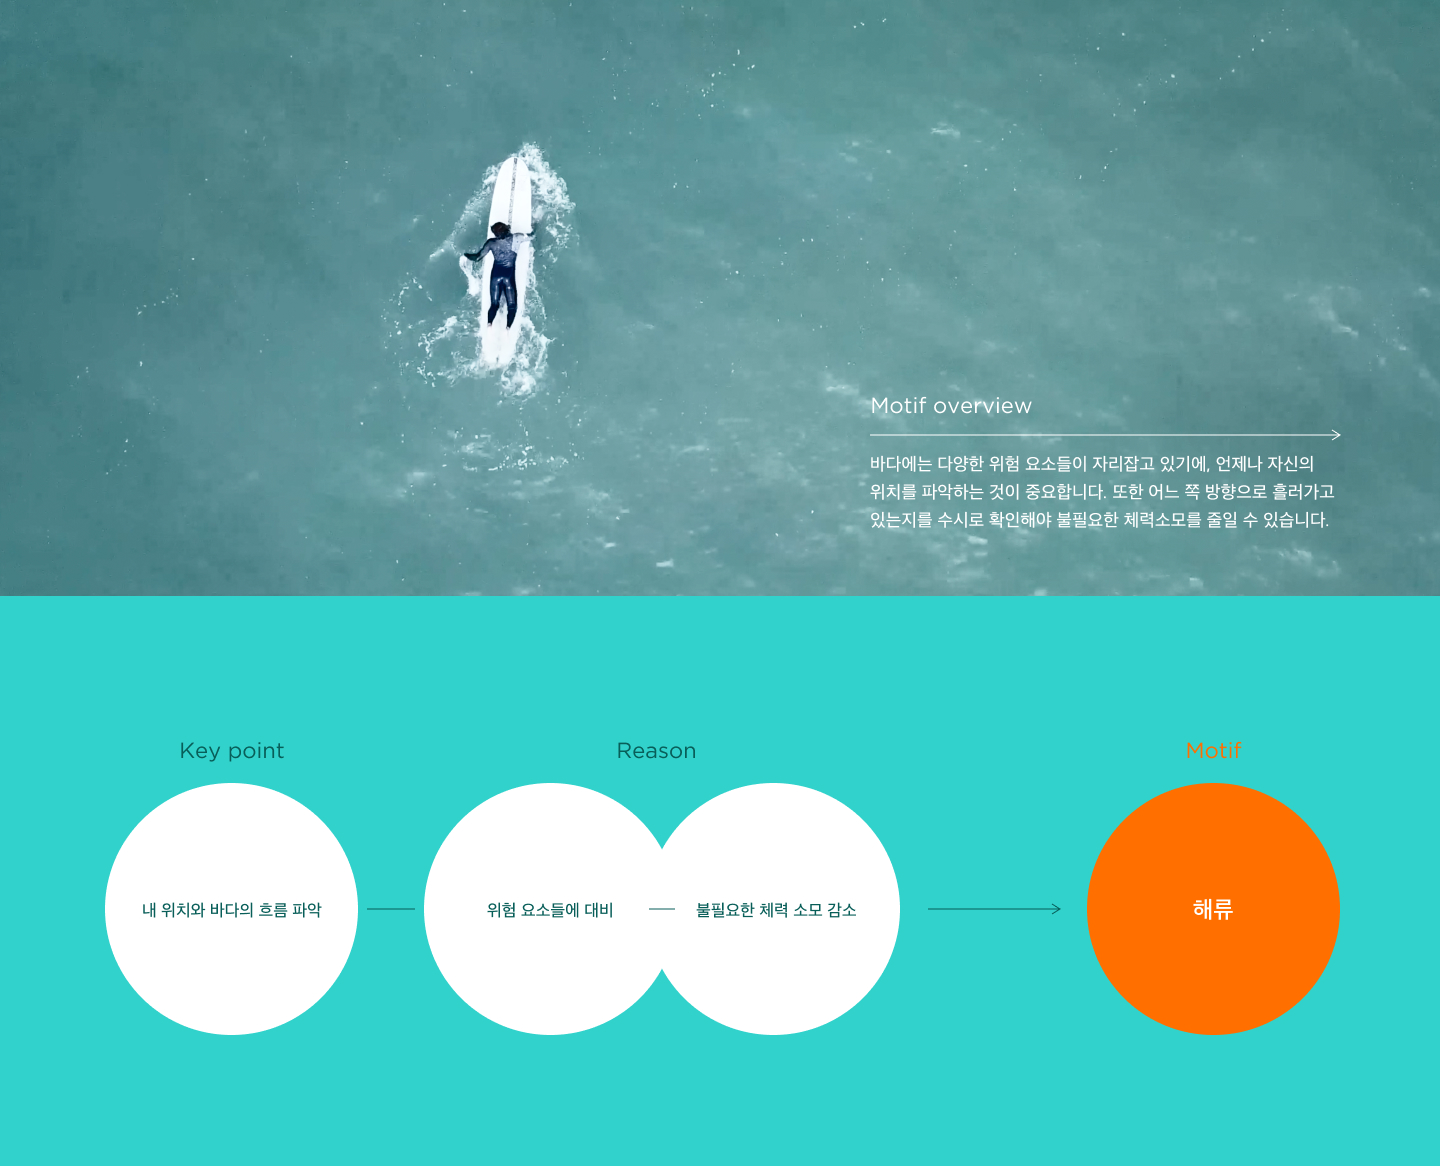 Motif overview
바다에는 다양한 위험 요소들이 자리잡고 있기에, 언제나 자신의
위치를 파악하는 것이 중요합니다. 또한 어느 쪽 방향으로 흘러가고
있는지를 수시로 확인해야 불필요한 체력소모를 줄일 수 있습니다.
Key point
Reason
Motif
내 위치와 바다의 흐름 파악
위험 요소들에 대비
불필요한 체력 소모 감소
해류